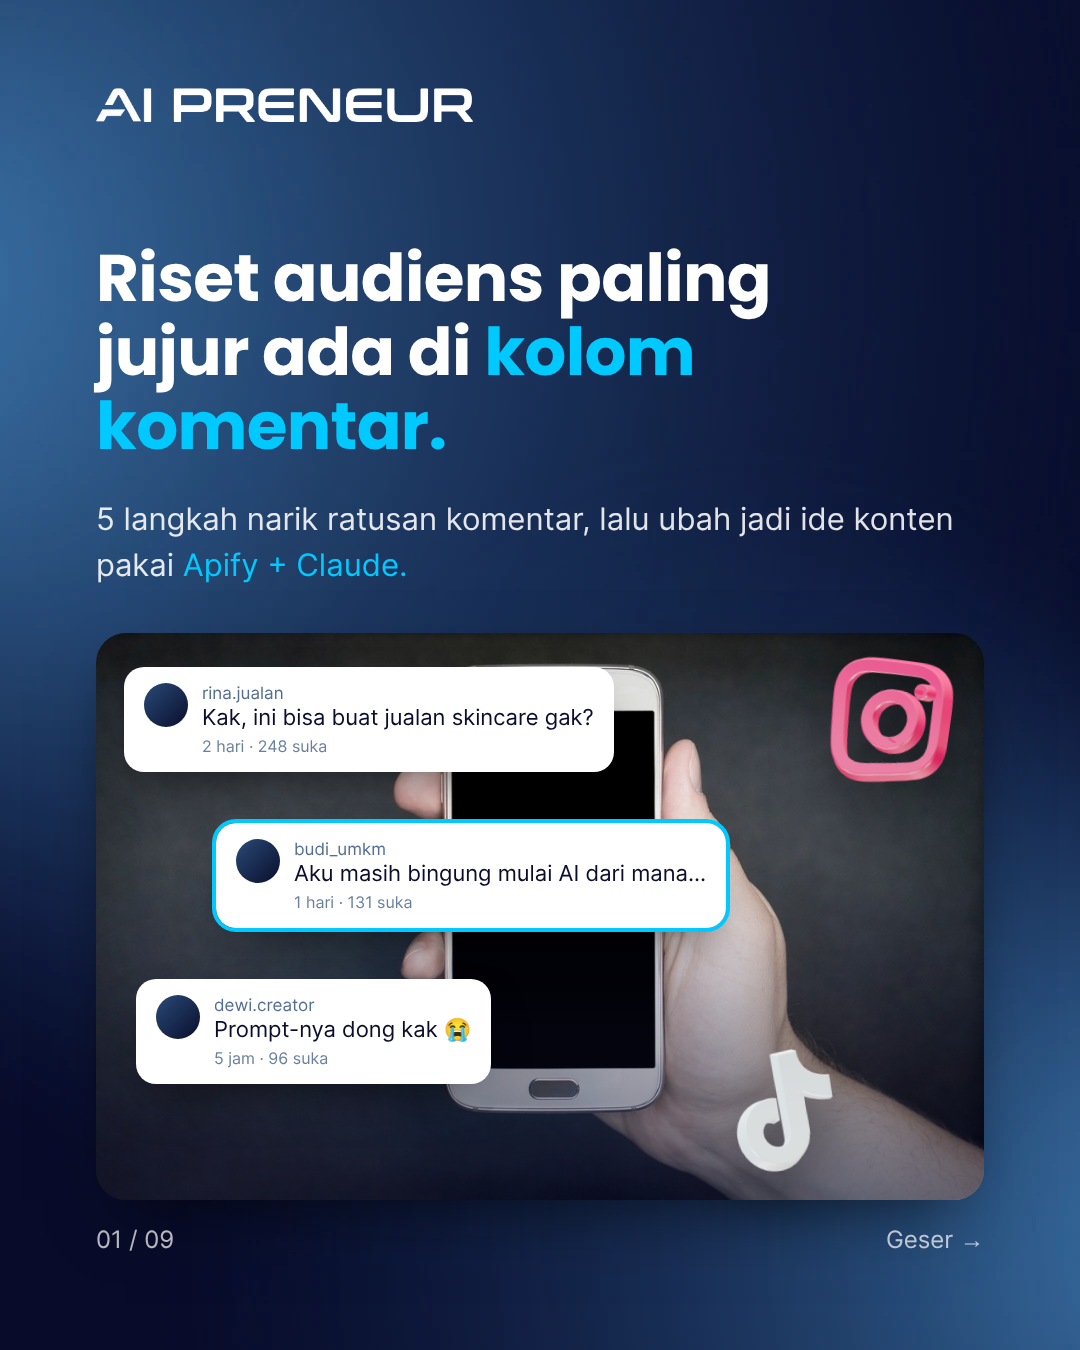 AI PRENEUR
Riset audiens paling
jujur ada di kolom
komentar.
5 langkah narik ratusan komentar, lalu ubah jadi ide konten
pakai Apify + Claude.
rina.jualan
Kak, ini bisa buat jualan skincare gak?
2 hari · 248 suka
budi_umkm
Aku masih bingung mulai AI dari mana...
1 hari · 131 suka
dewi.creator
Prompt-nya dong kak 😭
5 jam · 96 suka
01 / 09
Geser →